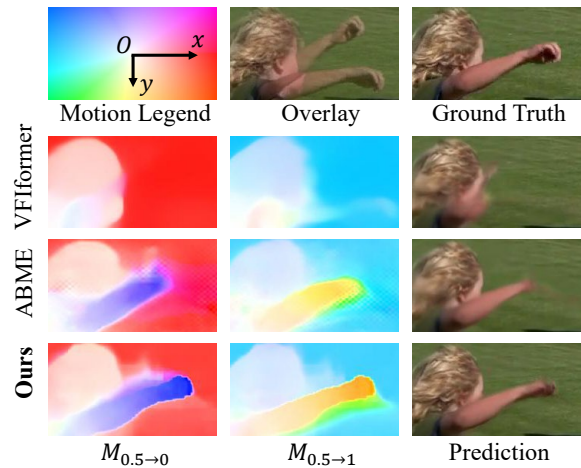 O x
y
Motion Legend Overlay Ground Truth
VFIformer
ABME
Ours
M0.5→0 M0.5→1 Prediction